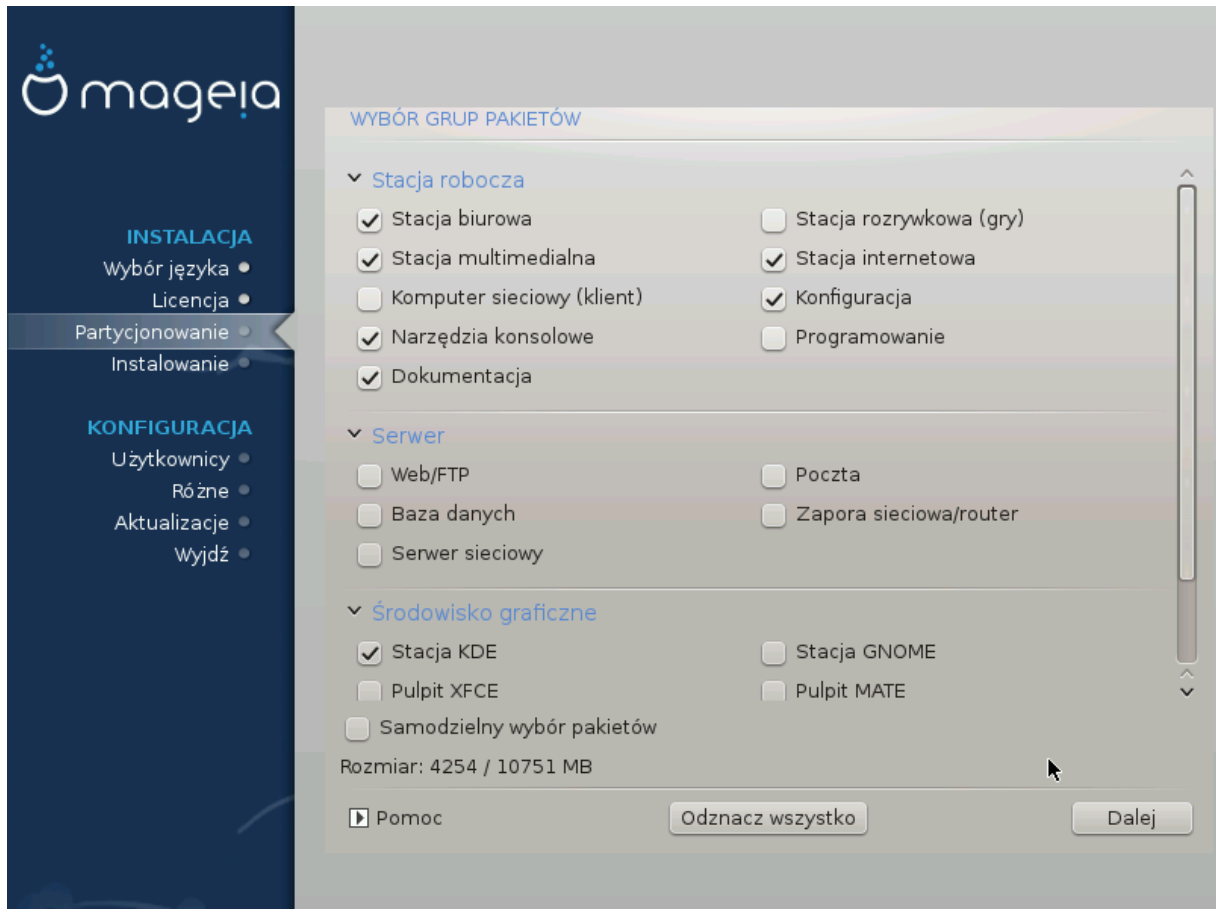 mageia
INSTALACJA
Wybór języka
Licencja
Partycjonowanie
Instalowanie
KONFIGURACJA
Użytkownicy
Różne
Aktualizacje
Wyjdź
WYBÓR GRUP PAKIETÓW
Stacja robocza
Stacja biurowa
Stacja rozrywkowa (gry)
Stacja multimedialna
Stacja internetowa
Komputer sieciowy (klient)
Konfiguracja
Narzędzia konsolowe
Programowanie
Dokumentacja
Serwer
Web/FTP
Poczta
Baza danych
Zapora sieciowa/router
Serwer sieciowy
Środowisko graficzne
Stacja KDE
Stacja GNOME
Pulpit XFCE
Pulpit MATE
Samodzielny wybór pakietów
Rozmiar: 4254 / 10751 MB
Pomoc
Odznacz wszystko
Dalej